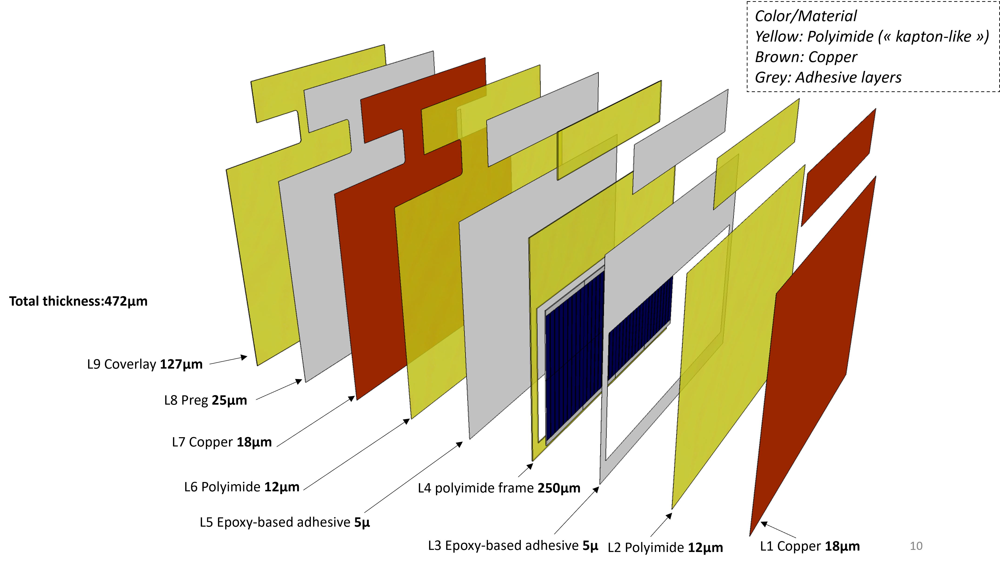 Color/Material
Yellow: Polyimide (« kapton-like »)
Brown: Copper
Grey: Adhesive layers
Total thickness:472µm
L9 Coverlay 127µm
L8 Preg 25µm
L7 Copper 18µm
L6 Polyimide 12µm
L5 Epoxy-based adhesive 5µ
L4 polyimide frame 250µm
L3 Epoxy-based adhesive 5µ
L2 Polyimide 12µm
L1 Copper 18µm
10